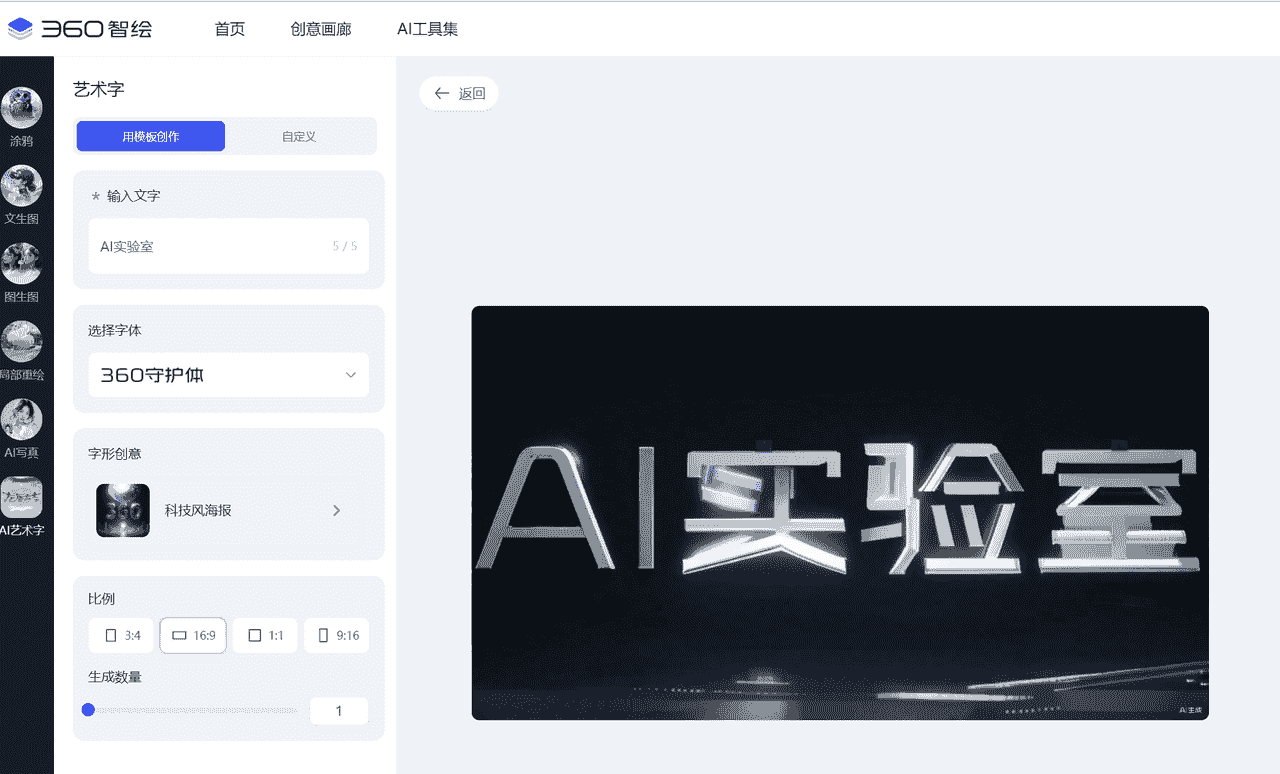 360智绘 首页 创意画廊 AI工具集
涂鸦
文生图
图生图
局部重绘
AI写真
AI艺术字
艺术字
用模板创作 自定义
* 输入文字
AI实验室 5 / 5
选择字体
360守护体
字形创意
360 科技风海报
比例
3:4 16:9 1:1 9:16
生成数量
1
返回
AI实验室
AI生成